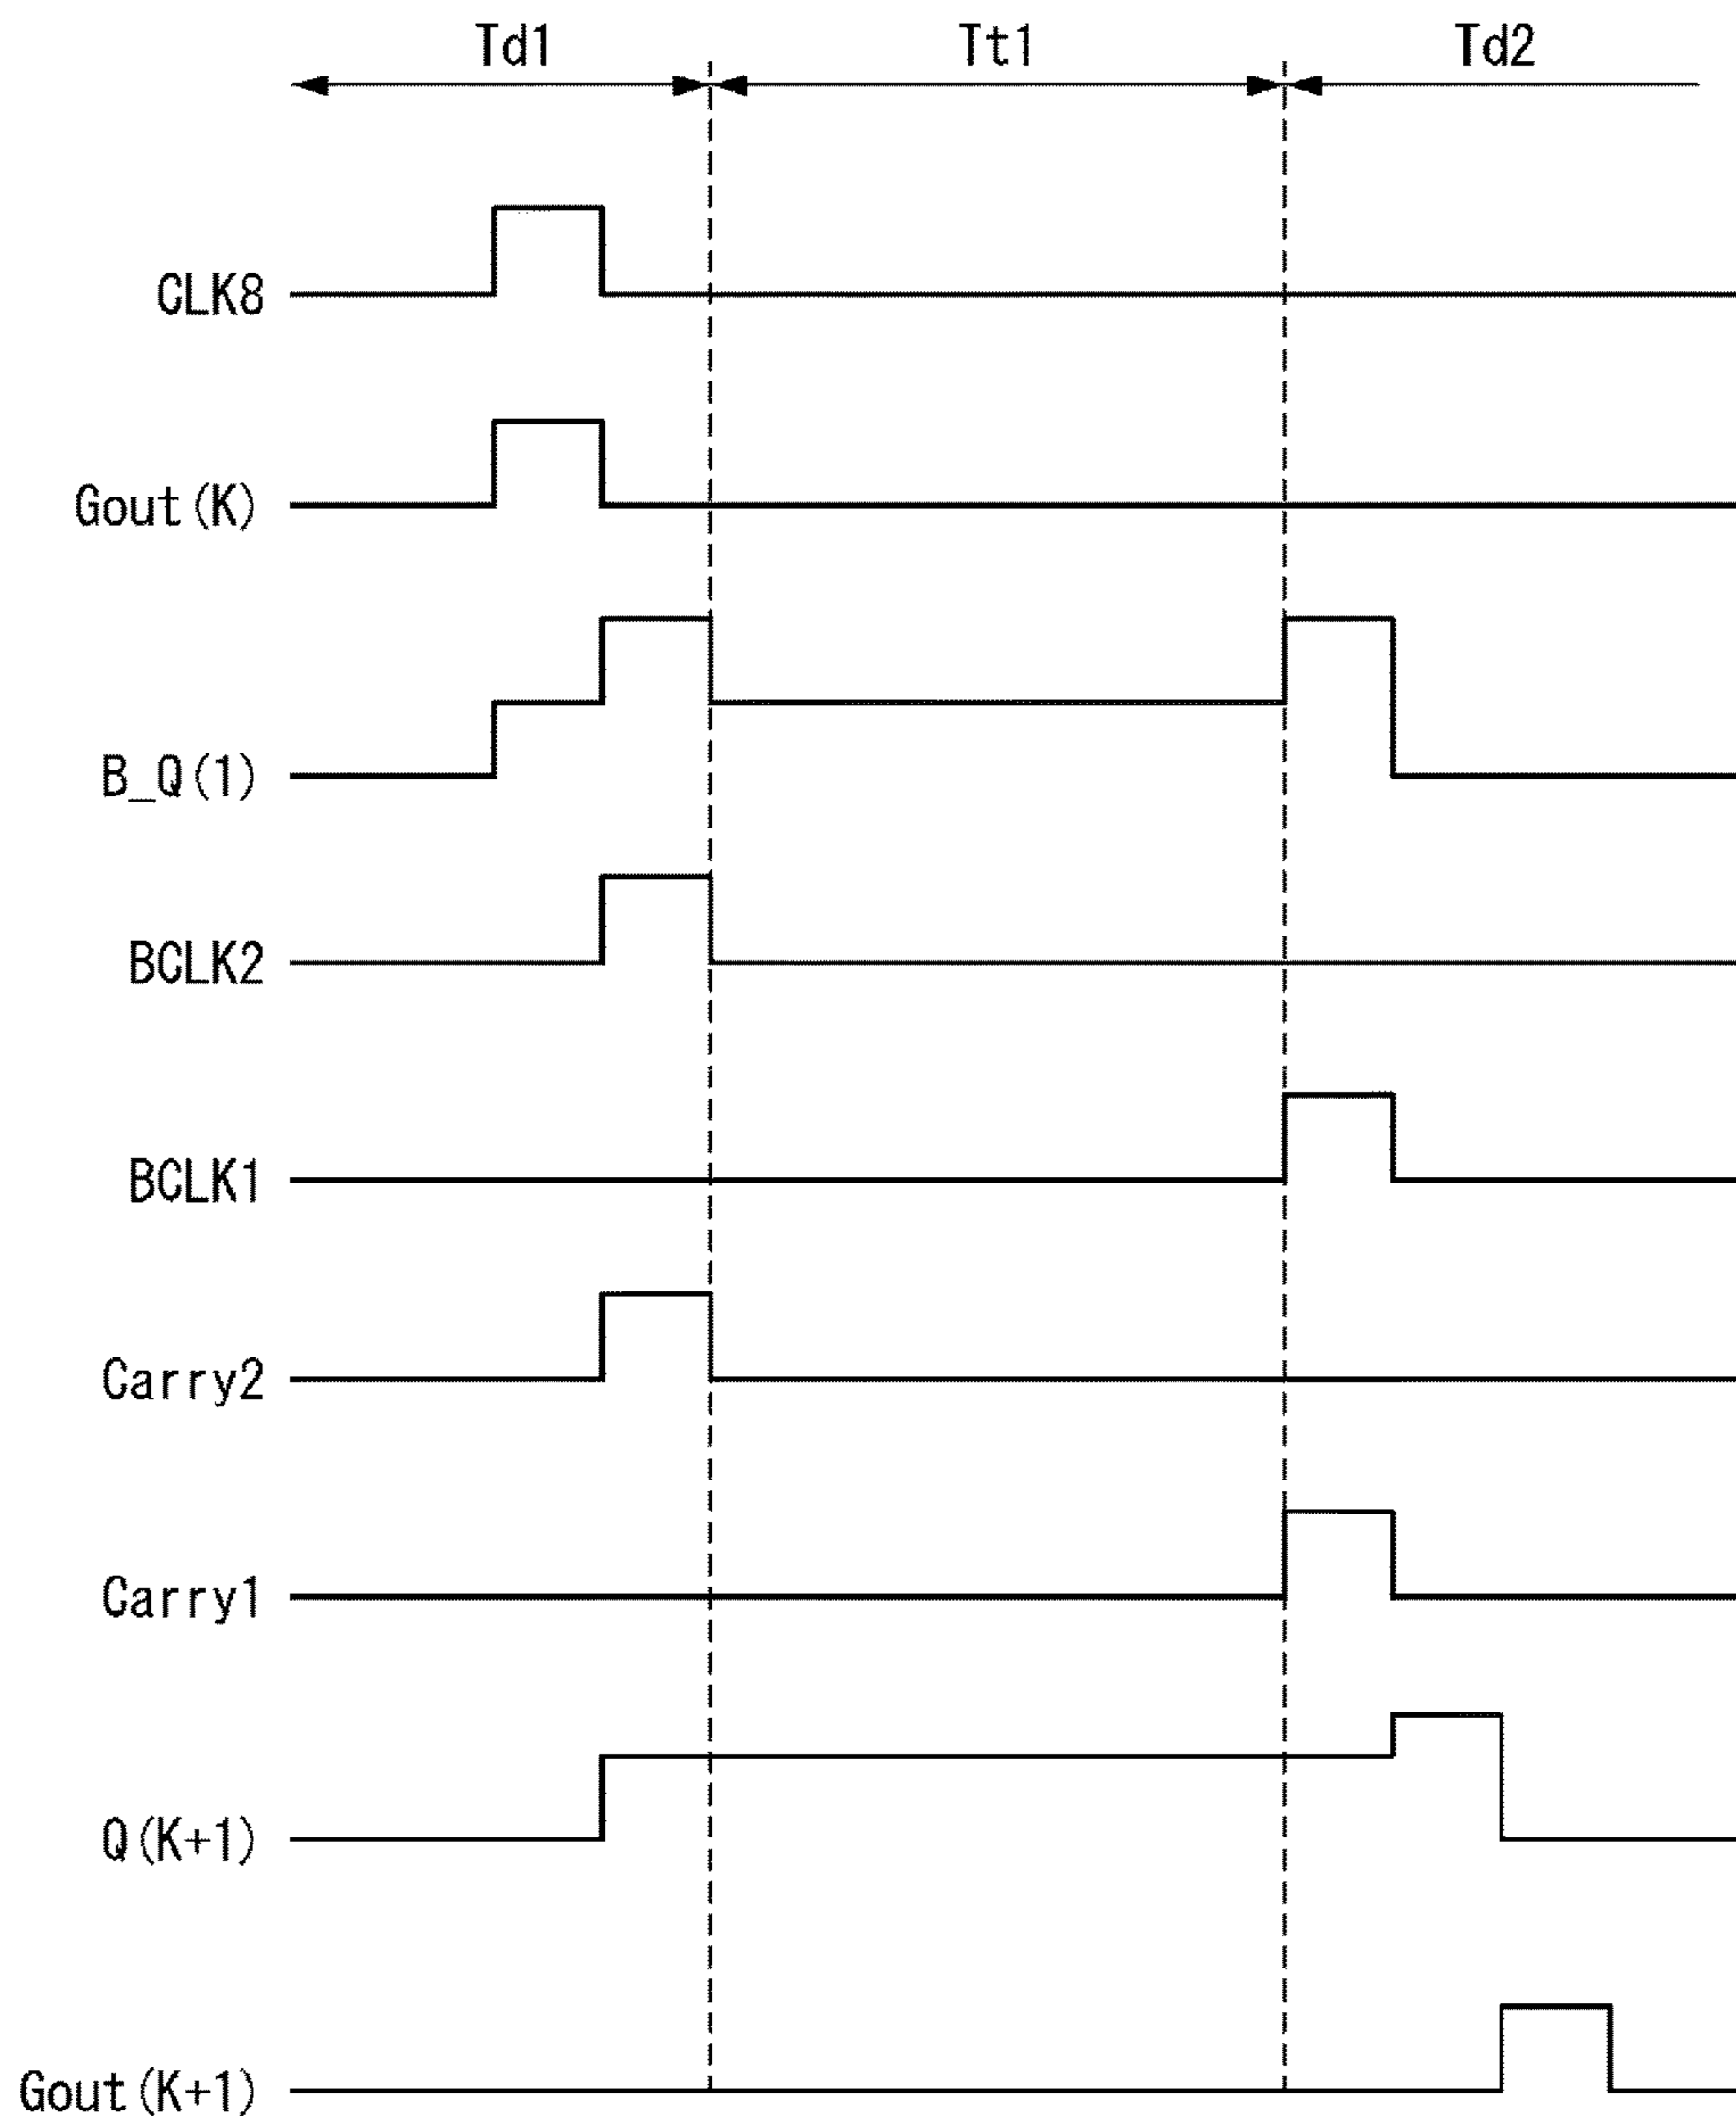 Td1 Tt1 Td2
CLK8
Gout(K)
B_Q(1)
BCLK2
BCLK1
Carry2
Carry1
Q(K+1)
Gout(K+1)